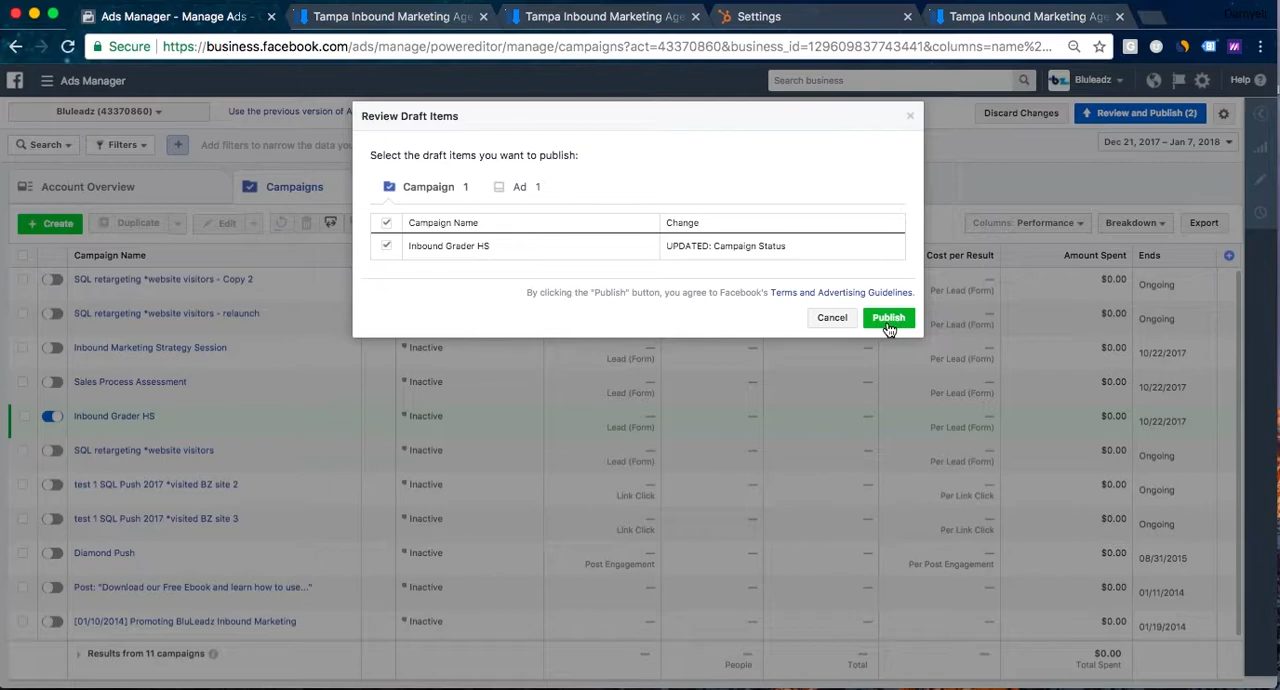 Ads Manager - Manage Ads -
Tampa Inbound Marketing Age
Tampa Inbound Marketing Age
Settings
Tampa Inbound Marketing Age
Secure
https://business.facebook.com/ads/manage/powereditor/manage/campaigns?act=43370860&business_id=129609837743441&columns=name%2...
Ads Manager
Search business
Bluleadz
Help
Bluleadz (43370860)
Use the previous version of A
Discard Changes
Review and Publish (2)
Search
Filters
Add filters to narrow the data you
Dec 21, 2017 – Jan 7, 2018
Account Overview
Campaigns
+ Create
Duplicate
Edit
Columns: Performance
Breakdown
Export
Review Draft Items
Select the draft items you want to publish:
Campaign 1
Ad 1
Campaign Name Change
Inbound Grader HS UPDATED: Campaign Status
By clicking the "Publish" button, you agree to Facebook's Terms and Advertising Guidelines.
Cancel
Publish
Campaign Name Cost per Result Amount Spent Ends
SQL retargeting *website visitors - Copy 2 — $0.00 Ongoing
Per Lead (Form)
SQL retargeting *website visitors - relaunch — $0.00 Ongoing
Per Lead (Form)
Inbound Marketing Strategy Session Inactive — — — — $0.00 10/22/2017
Lead (Form) Per Lead (Form)
Sales Process Assessment Inactive — — — — $0.00 10/22/2017
Lead (Form) Per Lead (Form)
Inbound Grader HS Inactive — — — — $0.00 10/22/2017
Lead (Form) Per Lead (Form)
SQL retargeting *website visitors Inactive — — — — $0.00 Ongoing
Lead (Form) Per Lead (Form)
test 1 SQL Push 2017 *visited BZ site 2 Inactive — — — — $0.00 Ongoing
Link Click Per Link Click
test 1 SQL Push 2017 *visited BZ site 3 Inactive — — — — $0.00 Ongoing
Link Click Per Link Click
Diamond Push Inactive — — — — $0.00 08/31/2015
Post Engagement Per Post Engagement
Post: "Download our Free Ebook and learn how to use..." Inactive — — — — $0.00 01/11/2014
[01/10/2014] Promoting BluLeadz Inbound Marketing Inactive — — — — $0.00 01/19/2014
Results from 11 campaigns — — — — $0.00
People Total Total Spent